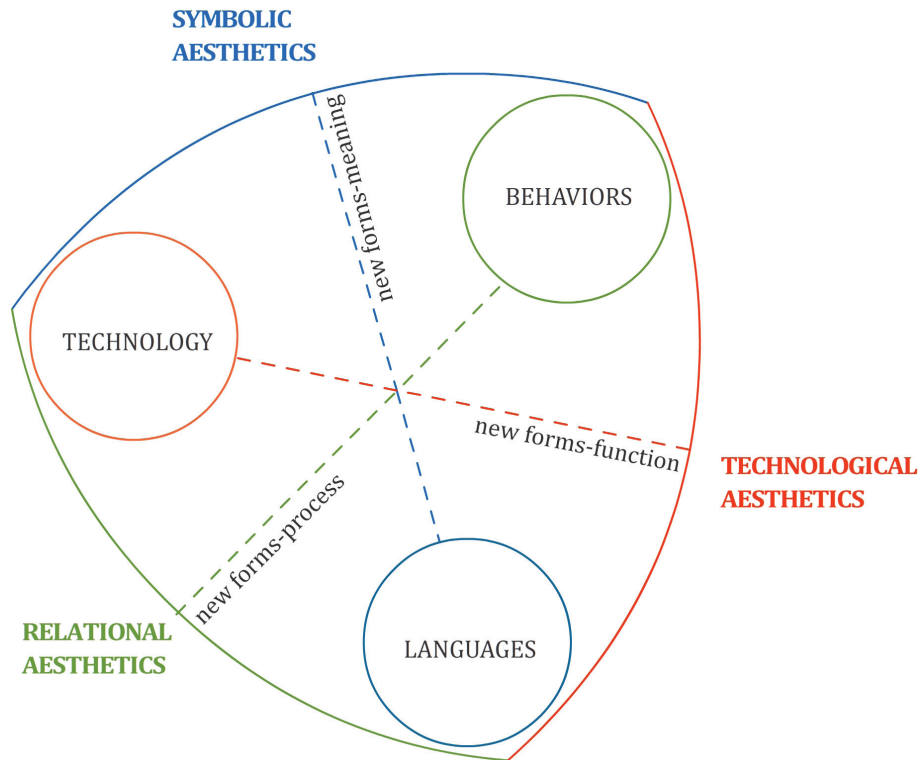 SYMBOLIC
AESTHETICS
new forms-meaning
BEHAVIORS
TECHNOLOGY
new forms-function
TECHNOLOGICAL
AESTHETICS
new forms-process
RELATIONAL
AESTHETICS
LANGUAGES